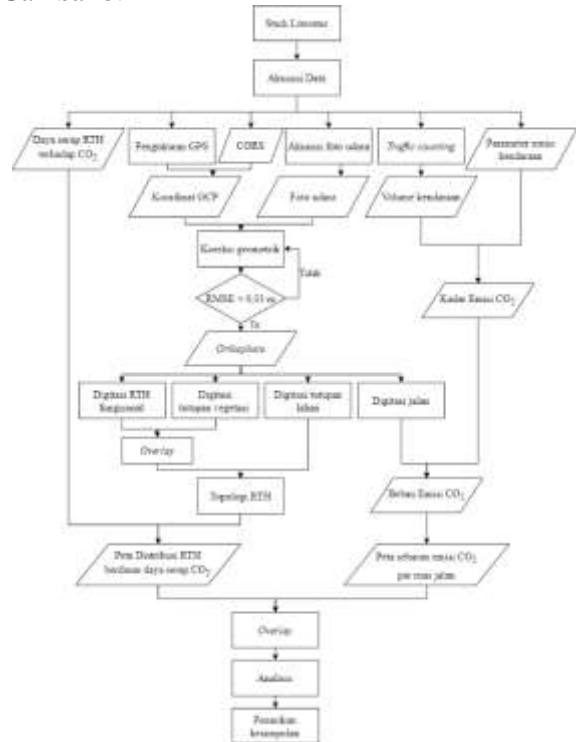 Studi Literatur
Akuisisi Data
Daya serap RTH
terhadap CO2
Pengukuran GPS
CORS
Akuisisi foto udara
Traffic counting
Parameter emisi
kendaraan
Koordinat GCP
Foto udara
Volume kendaraan
Koreksi geometrik
Tidak
RMSE
Ya
Kadar Emisi CO2
Orthophoto
Digitasi RTH
fungsional
Digitasi
tutupan vegetasi
Digitasi tutupan
lahan
Digitasi jalan
Overlay
Topologi RTH
Beban Emisi CO2
Peta Distribusi RTH
berdasar daya serap CO2
Peta sebaran emisi CO2
per ruas jalan
Overlay
Analisis
Penarikan
kesimpulan